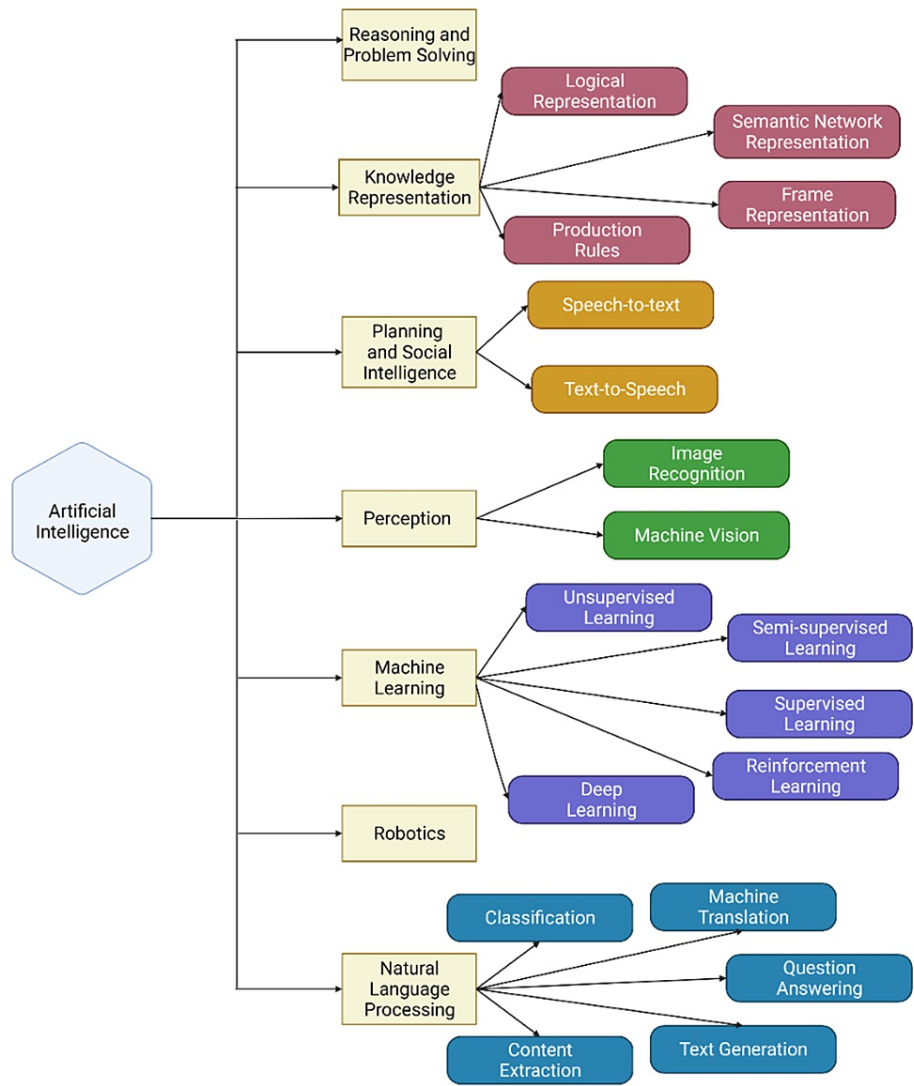 Reasoning and
Problem Solving
Logical
Representation
Semantic Network
Representation
Knowledge
Representation
Frame
Representation
Production
Rules
Speech-to-text
Planning
and Social
Intelligence
Text-to-Speech
Image
Recognition
Artificial
Intelligence
Perception
Machine Vision
Unsupervised
Learning
Semi-supervised
Learning
Machine
Learning
Supervised
Learning
Reinforcement
Learning
Deep
Learning
Robotics
Classification
Machine
Translation
Natural
Language
Processing
Question
Answering
Content
Extraction
Text Generation